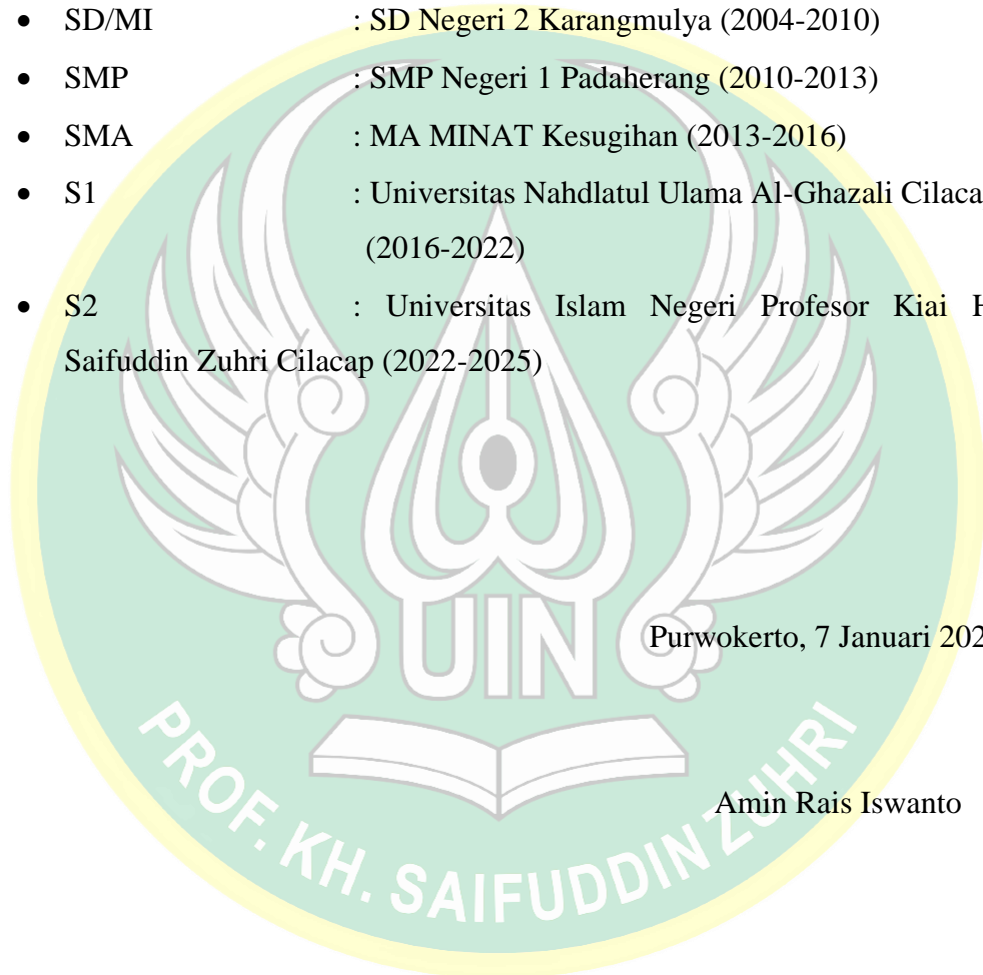 • SD/MI : SD Negeri 2 Karangmulya (2004-2010)
• SMP : SMP Negeri 1 Padaherang (2010-2013)
• SMA : MA MINAT Kesugihan (2013-2016)
• S1 : Universitas Nahdlatul Ulama Al-Ghazali
(2016-2022)
• S2 : Universitas Islam Negeri Profesor Kiai
Saifuddin Zuhri Cilacap (2022-2025)
UIN
Purwokerto, 7 Januari
Amin Rais Iswanto
PROF. KH. SAIFUDDIN ZUHRI